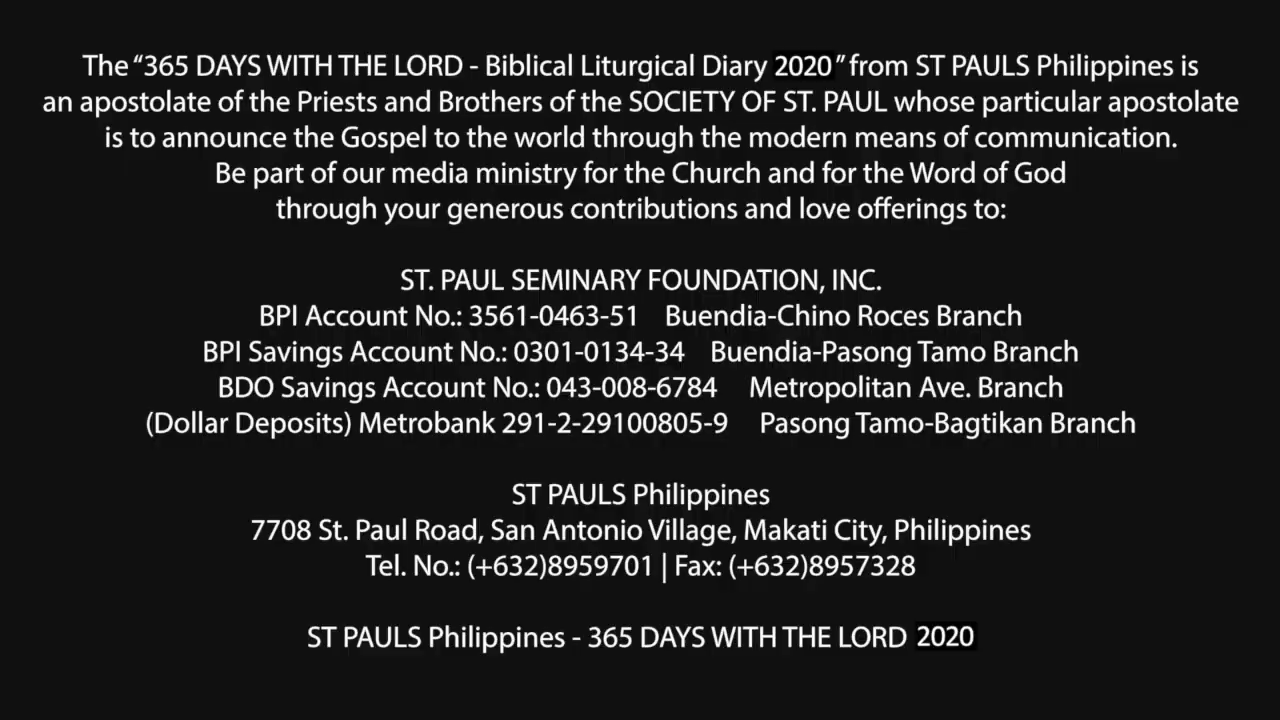 The “365 DAYS WITH THE LORD - Biblical Liturgical Diary 2020” from ST PAULS Philippines is
an apostolate of the Priests and Brothers of the SOCIETY OF ST. PAUL whose particular apostolate
is to announce the Gospel to the world through the modern means of communication.
Be part of our media ministry for the Church and for the Word of God
through your generous contributions and love offerings to:
ST. PAUL SEMINARY FOUNDATION, INC.
BPI Account No.: 3561-0463-51 Buendia-Chino Roces Branch
BPI Savings Account No.: 0301-0134-34 Buendia-Pasong Tamo Branch
BDO Savings Account No.: 043-008-6784 Metropolitan Ave. Branch
(Dollar Deposits) Metrobank 291-2-29100805-9 Pasong Tamo-Bagtikan Branch
ST PAULS Philippines
7708 St. Paul Road, San Antonio Village, Makati City, Philippines
Tel. No.: (+632)8959701 | Fax: (+632)8957328
ST PAULS Philippines - 365 DAYS WITH THE LORD 2020